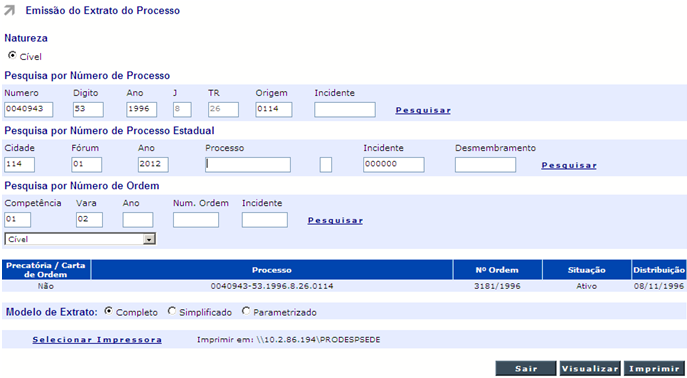 Emissão do Extrato do Processo
Natureza
Cível
Pesquisa por Número de Processo
Numero Digito Ano J TR Origem Incidente
0040943 53 1996 8 26 0114 Pesquisar
Pesquisa por Número de Processo Estadual
Cidade Fórum Ano Processo Incidente Desmembramento
114 01 2012 000000 Pesquisar
Pesquisa por Número de Ordem
Competência Vara Ano Num. Ordem Incidente
01 02 Pesquisar
Cível
Precatória / Carta de Ordem Processo Nº Ordem Situação Distribuição
Não 0040943-53.1996.8.26.0114 3181/1996 Ativo 08/11/1996
Modelo de Extrato: Completo Simplificado Parametrizado
Selecionar Impressora Imprimir em: \\10.2.86.194\PRODESPSEDE
Sair Visualizar Imprimir